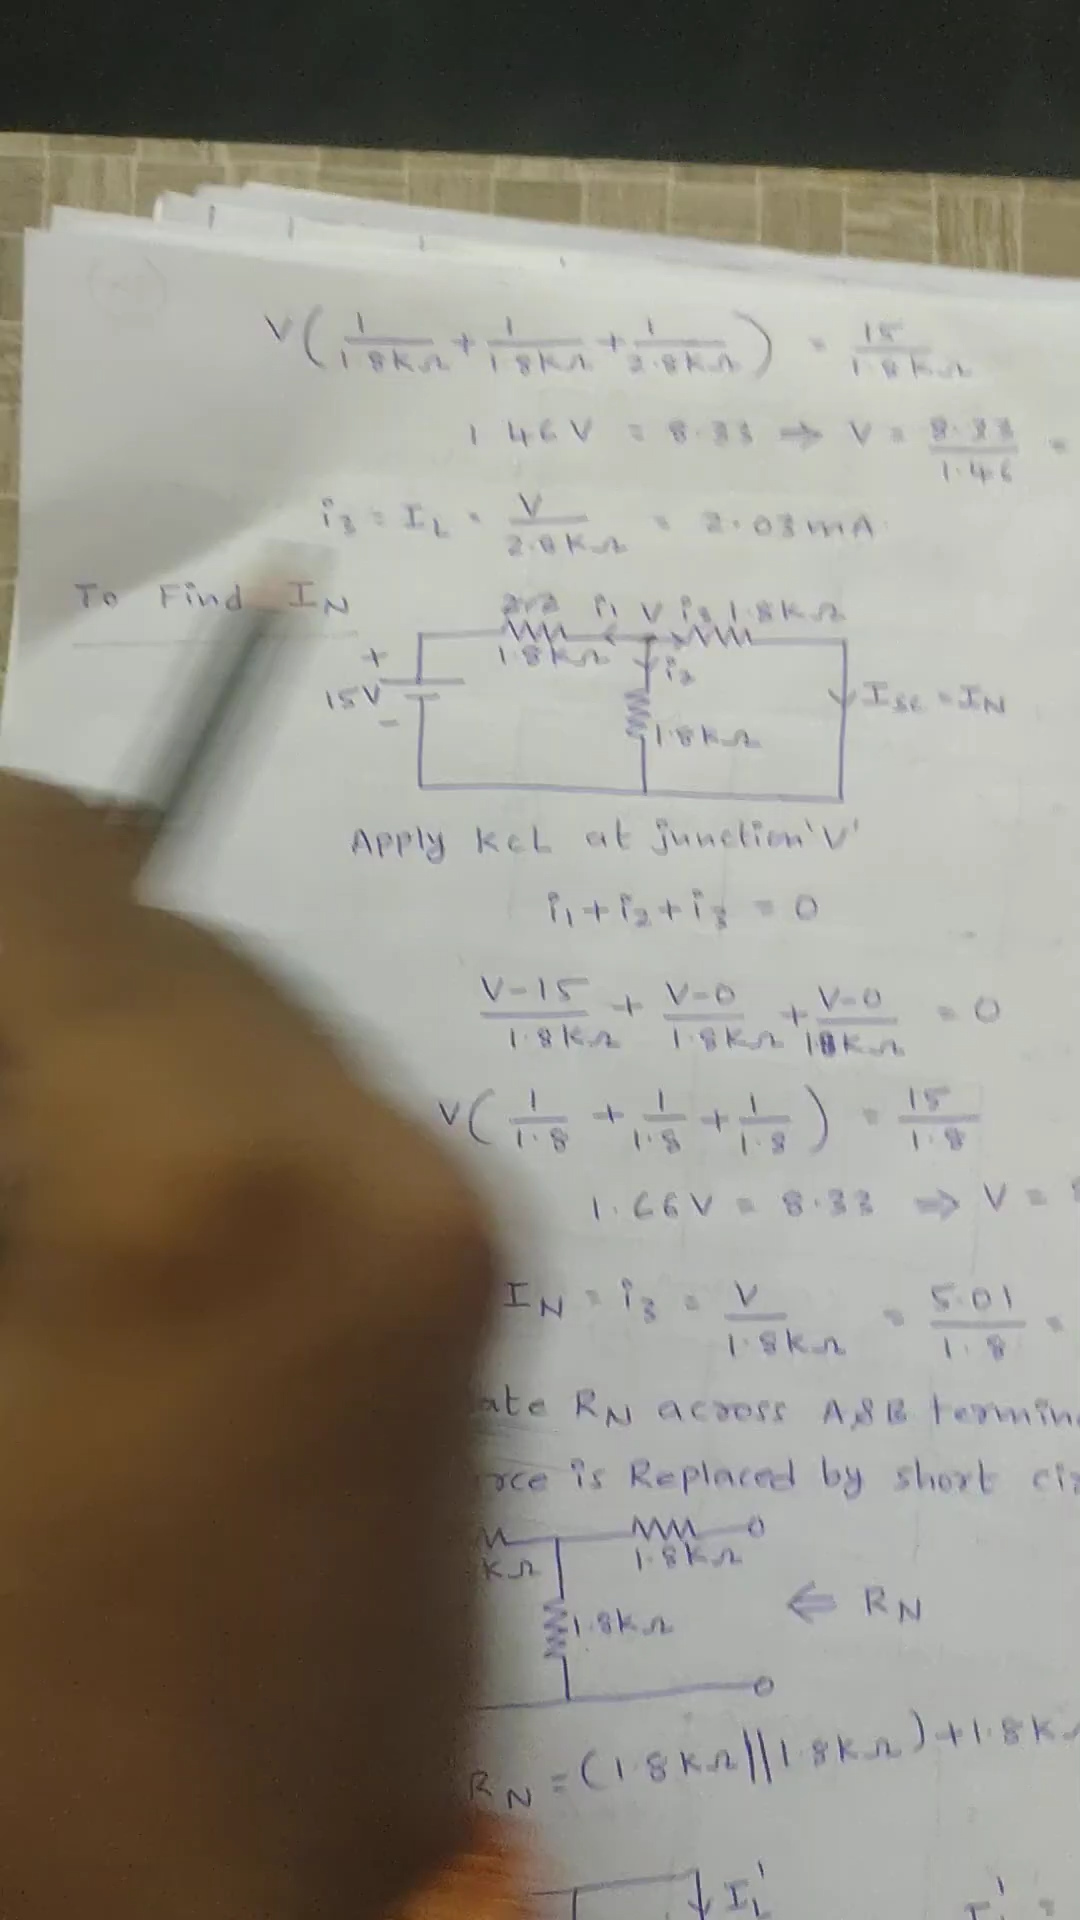 V(1/1.8KΩ + 1/1.8KΩ + 1/2.8KΩ) = 15/1.8KΩ
1.46V = 8.33 ⇒ V = 8.33/1.46 =
i3 = IL = V/2.8KΩ = 2.03mA
To Find IN
i1 V i3 1.8KΩ
1.8KΩ
+
15V
-
i2
1.8KΩ
Isc = IN
Apply KCL at junction 'V'
i1 + i2 + i3 = 0
V-15/1.8KΩ + V-0/1.8KΩ + V-0/1.8KΩ = 0
V(1/1.8 + 1/1.8 + 1/1.8) = 15/1.8
1.66V = 8.33 ⇒ V =
IN = i3 = V/1.8KΩ = 5.01/1.8 =
ate RN across A&B termin
rce is Replaced by short ci
KΩ
1.8KΩ
1.8KΩ
⇐ RN
RN = (1.8KΩ||1.8KΩ)+1.8K
IL'